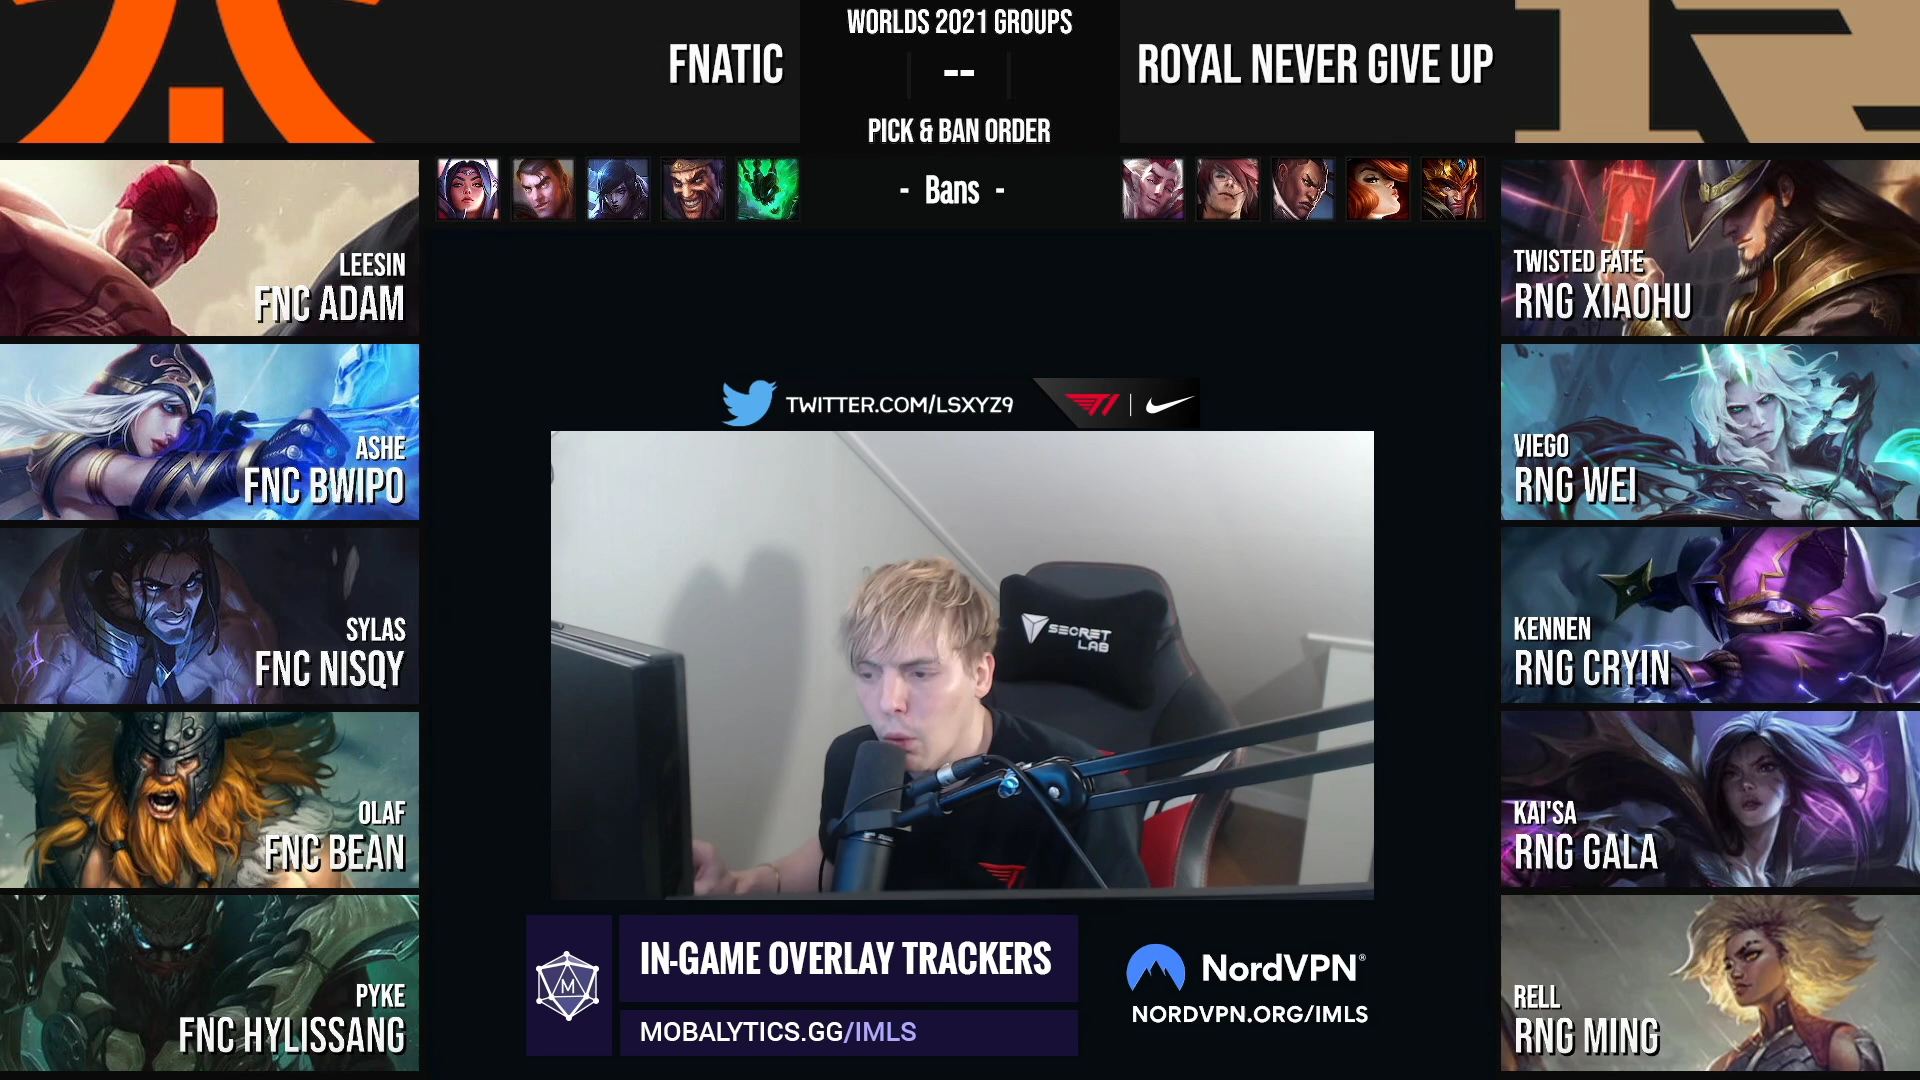 WORLDS 2021 GROUPS
FNATIC
--
ROYAL NEVER GIVE UP
PICK & BAN ORDER
- Bans -
LEESIN
FNC ADAM
ASHE
FNC BWIPO
SYLAS
FNC NISQY
OLAF
FNC BEAN
PYKE
FNC HYLISSANG
TWISTED FATE
RNG XIAOHU
VIEGO
RNG WEI
KENNEN
RNG CRYIN
KAI'SA
RNG GALA
RELL
RNG MING
TWITTER.COM/LSXYZ9
T1
SECRET
LAB
M
IN-GAME OVERLAY TRACKERS
MOBALYTICS.GG/IMLS
NordVPN®
NORDVPN.ORG/IMLS